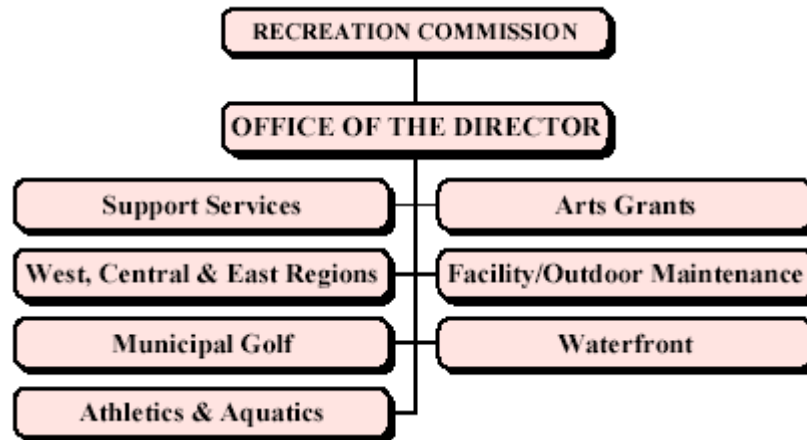 RECREATION COMMISSION
OFFICE OF THE DIRECTOR
Support Services
Arts Grants
West, Central & East Regions
Facility/Outdoor Maintenance
Municipal Golf
Waterfront
Athletics & Aquatics